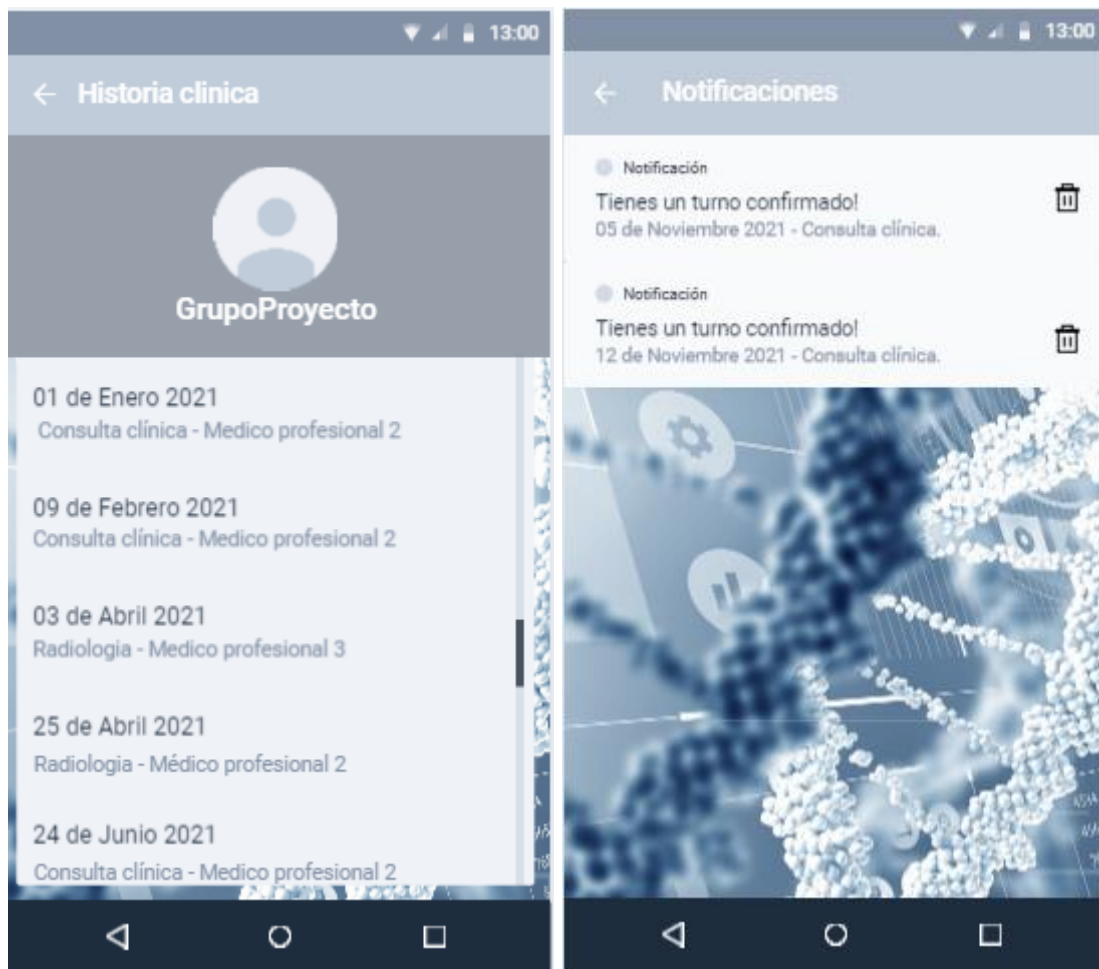 13:00
Historia clinica
GrupoProyecto
01 de Enero 2021
Consulta clínica - Medico profesional 2
09 de Febrero 2021
Consulta clínica - Medico profesional 2
03 de Abril 2021
Radiologia - Medico profesional 3
25 de Abril 2021
Radiologia - Médico profesional 2
24 de Junio 2021
Consulta clínica - Medico profesional 2
13:00
Notificaciones
Notificación
Tienes un turno confirmado!
05 de Noviembre 2021 - Consulta clínica.
Notificación
Tienes un turno confirmado!
12 de Noviembre 2021 - Consulta clínica.